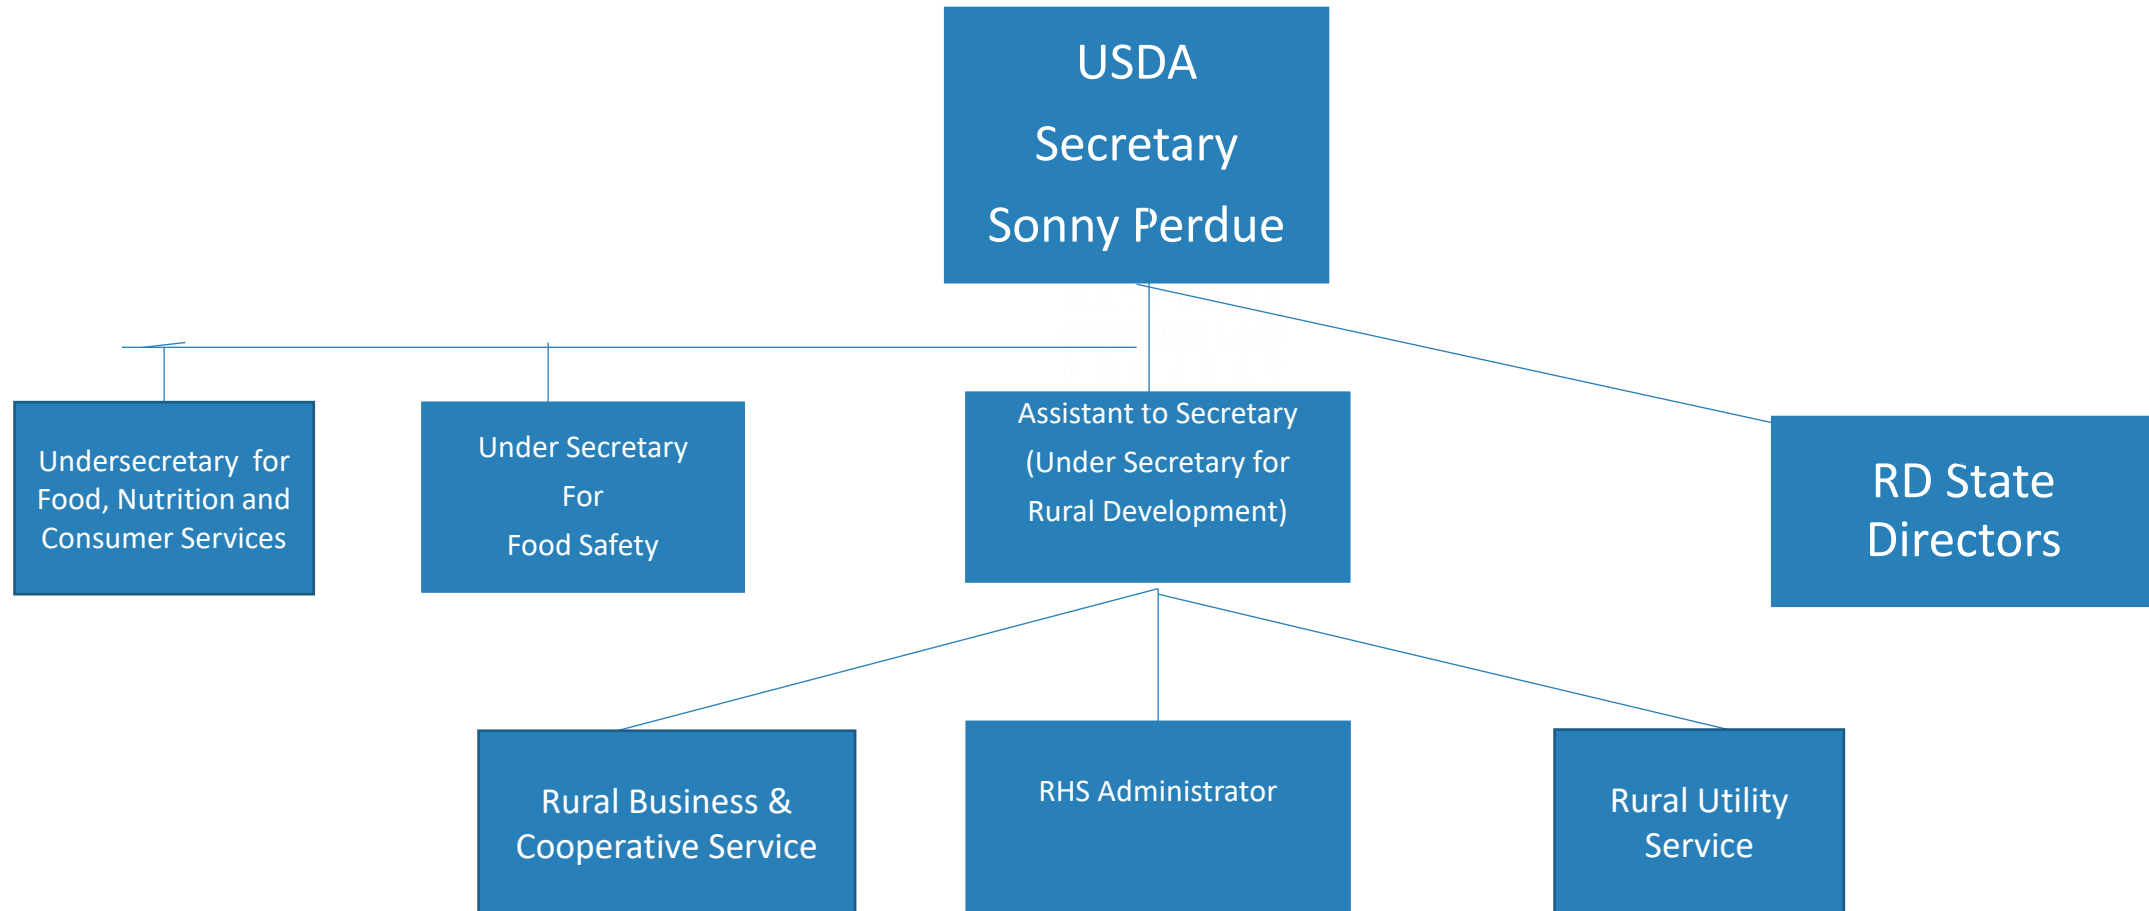 USDA
Secretary
Sonny Perdue
Undersecretary for
Food, Nutrition and
Consumer Services
Under Secretary
For
Food Safety
Assistant to Secretary
(Under Secretary for
Rural Development)
RD State
Directors
Rural Business &
Cooperative Service
RHS Administrator
Rural Utility
Service